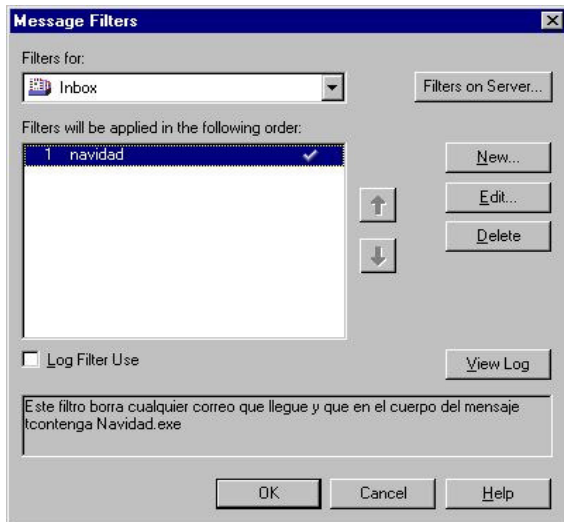 Message Filters
Filters for:
Inbox
Filters on Server...
Filters will be applied in the following order:
1 navidad
New...
Edit...
Delete
Log Filter Use
View Log
Este filtro borra cualquier correo que llegue y que en el cuerpo del mensaje
tcontenga Navidad.exe
OK
Cancel
Help